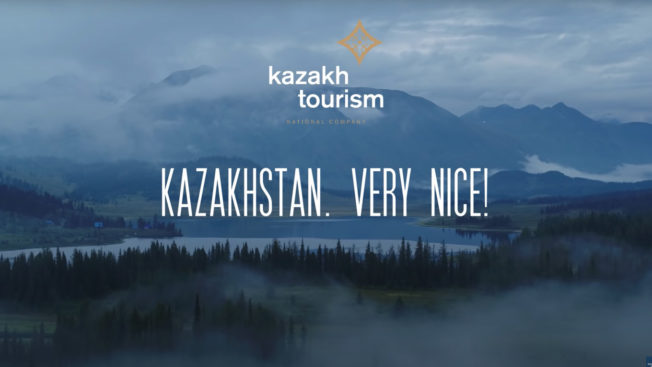 kazakh
tourism
NATIONAL COMPANY
KAZAKHSTAN. VERY NICE!